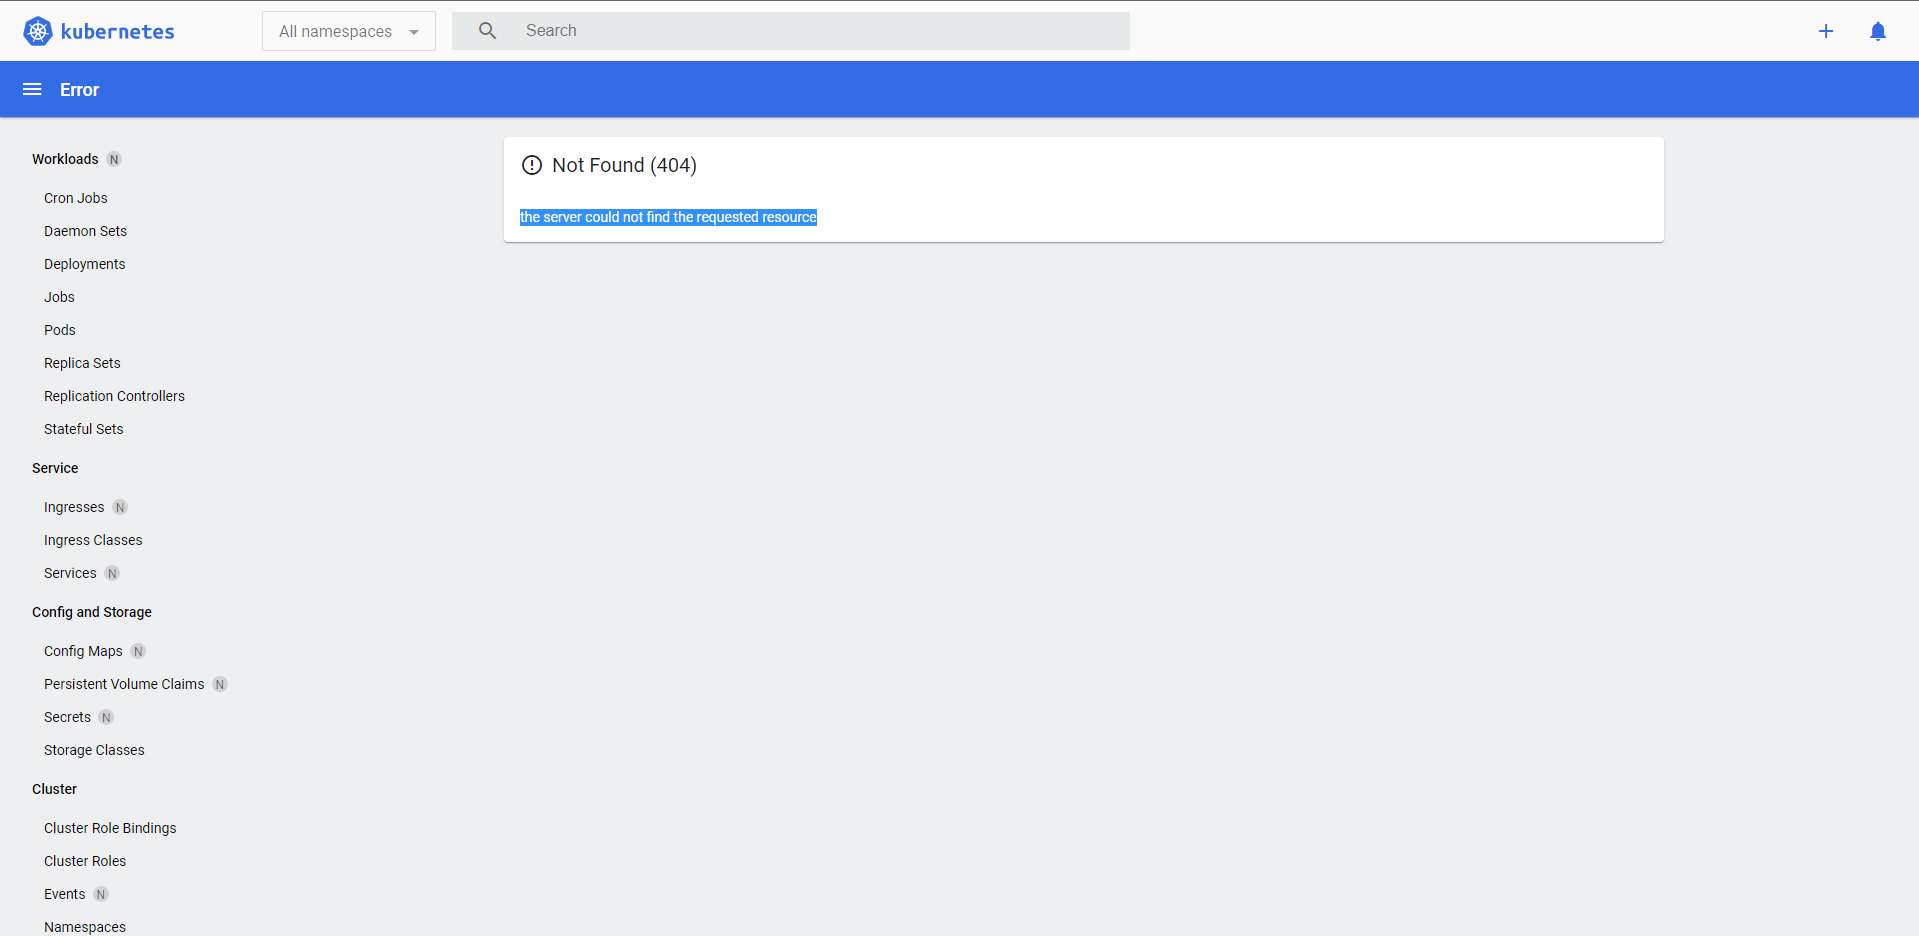 kubernetes
All namespaces
Search
Error
Workloads N
Cron Jobs
Daemon Sets
Deployments
Jobs
Pods
Replica Sets
Replication Controllers
Stateful Sets
Service
Ingresses N
Ingress Classes
Services N
Config and Storage
Config Maps N
Persistent Volume Claims N
Secrets N
Storage Classes
Cluster
Cluster Role Bindings
Cluster Roles
Events N
Namespaces
Not Found (404)
the server could not find the requested resource